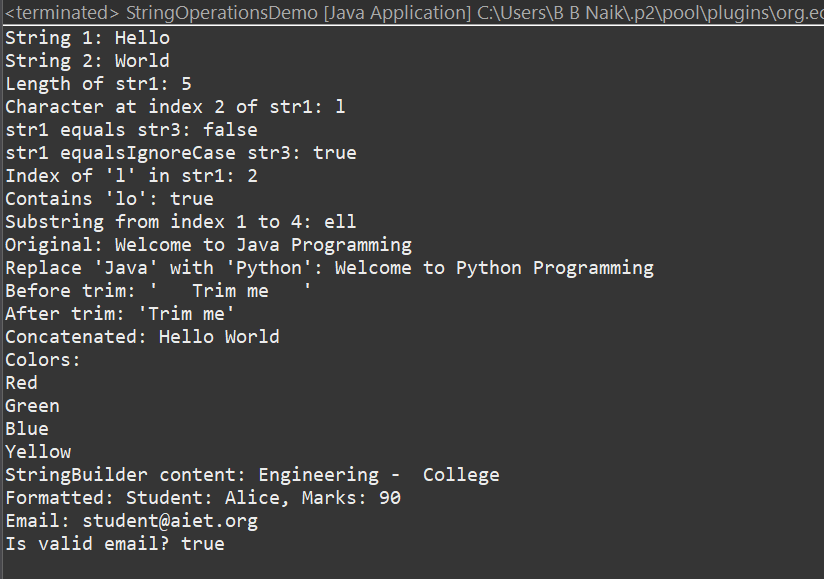 <terminated> StringOperationsDemo [Java Application] C:\Users\B B Naik\.p2\pool\plugins\org.ec
String 1: Hello
String 2: World
Length of str1: 5
Character at index 2 of str1: l
str1 equals str3: false
str1 equalsIgnoreCase str3: true
Index of 'l' in str1: 2
Contains 'lo': true
Substring from index 1 to 4: ell
Original: Welcome to Java Programming
Replace 'Java' with 'Python': Welcome to Python Programming
Before trim: '   Trim me   '
After trim: 'Trim me'
Concatenated: Hello World
Colors:
Red
Green
Blue
Yellow
StringBuilder content: Engineering -  College
Formatted: Student: Alice, Marks: 90
Email: student@aiet.org
Is valid email? true